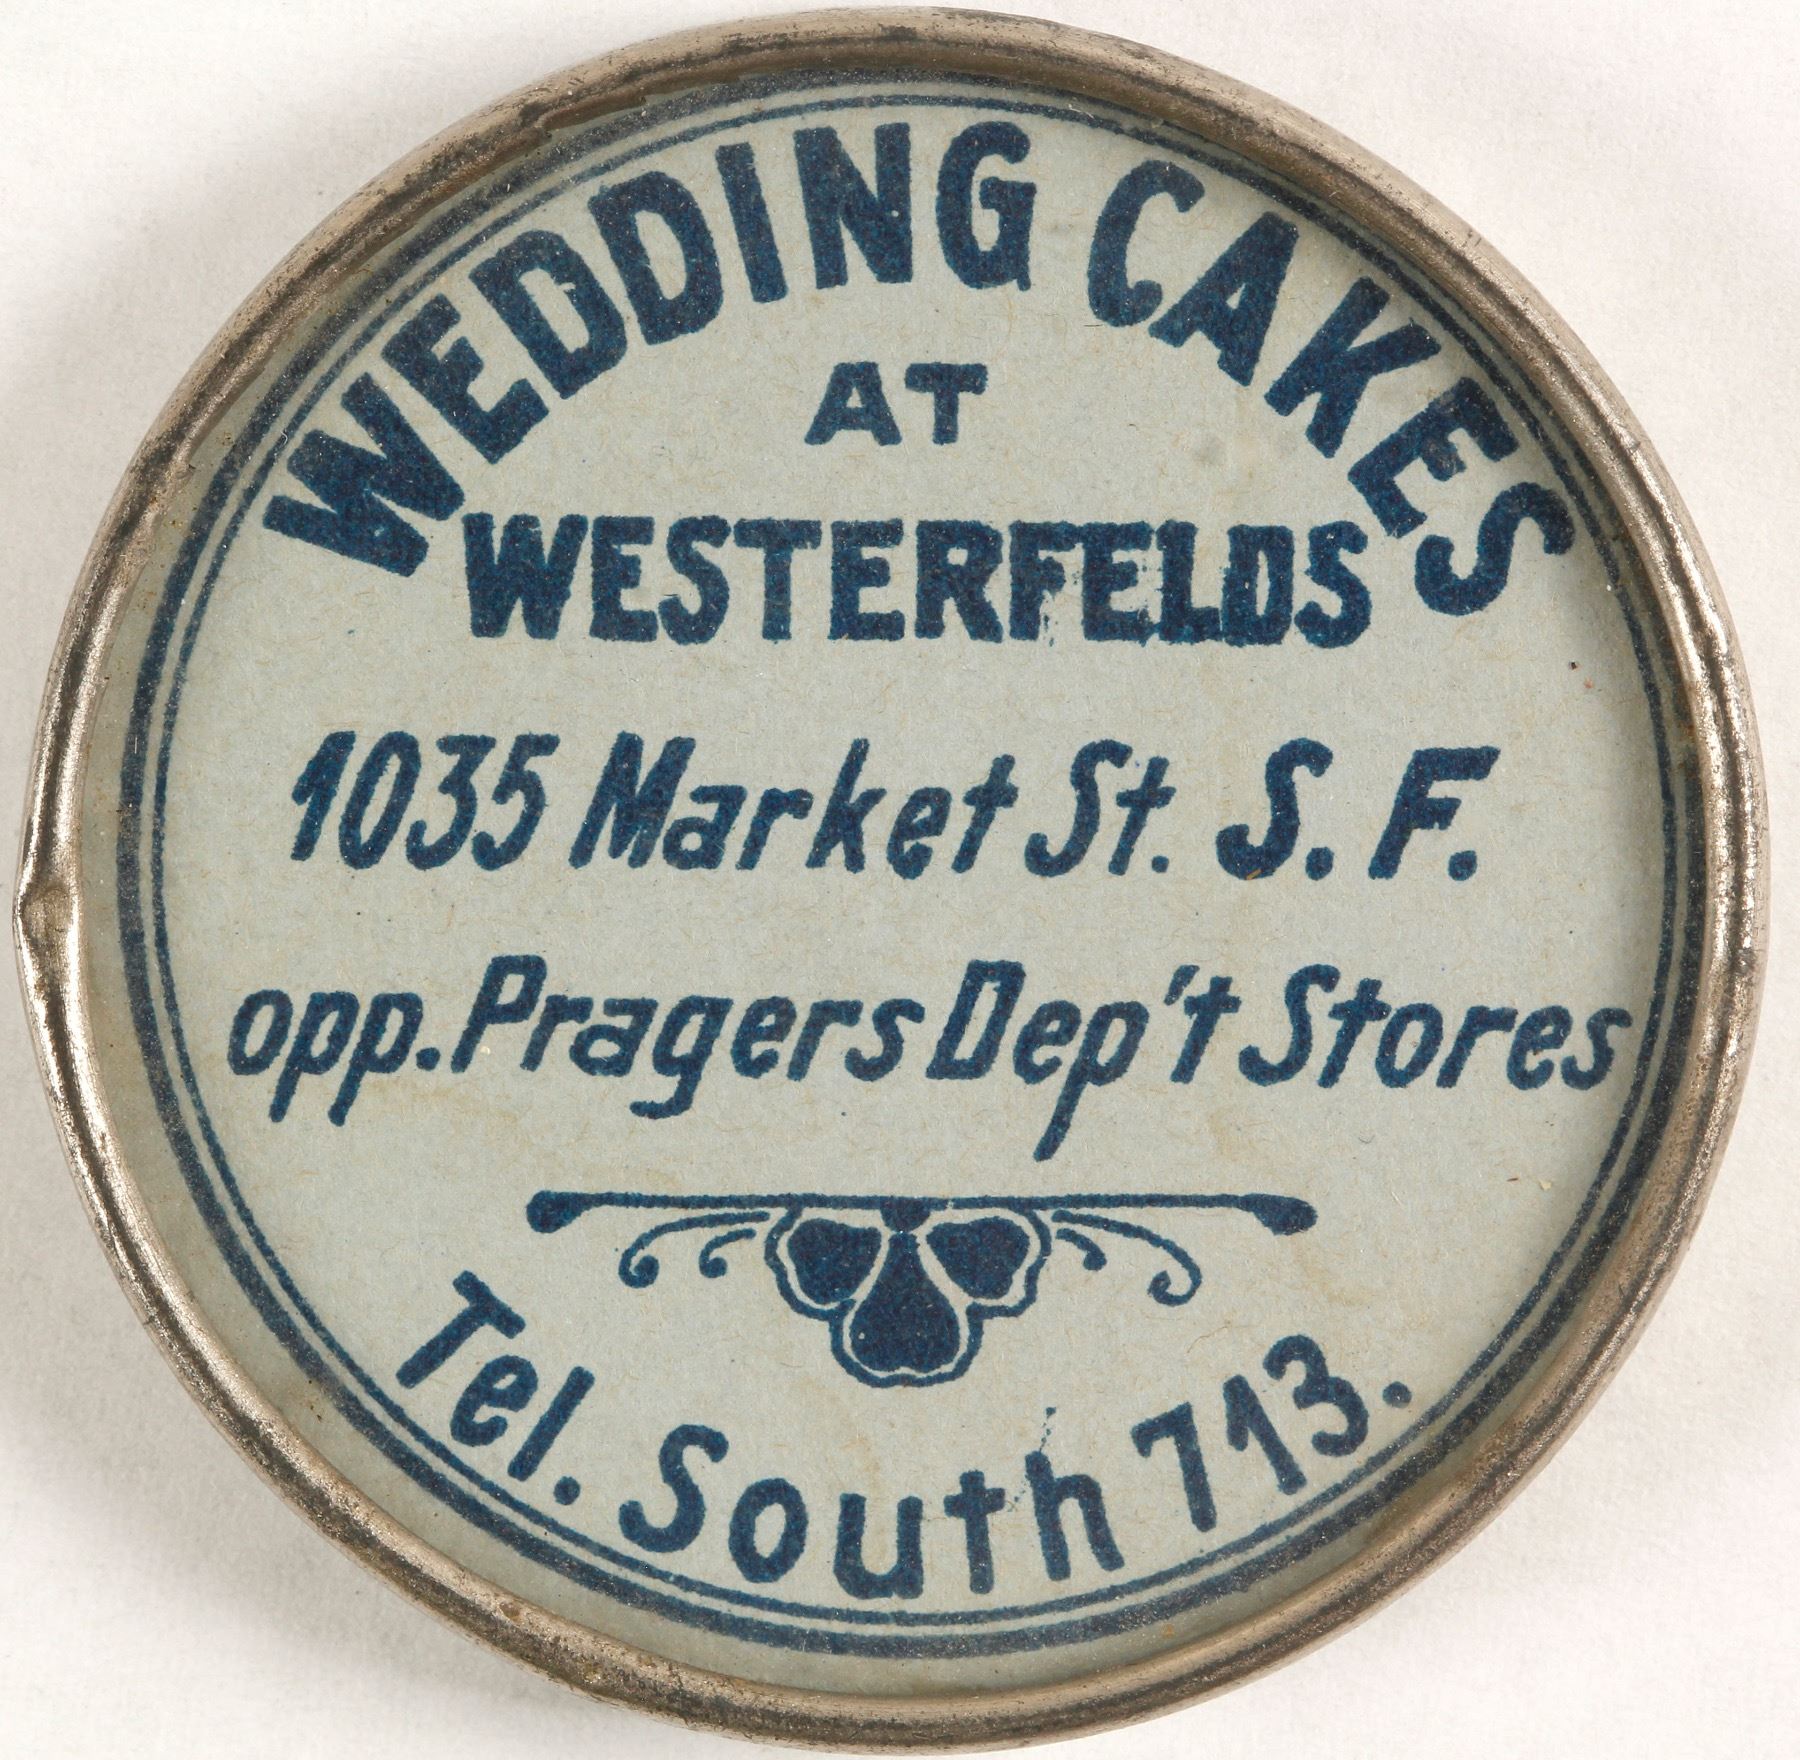 WEDDING CAKES
AT
WESTERFELDS
1035 Market St. S. F.
opp. Pragers Dep't Stores
Tel. South 713.